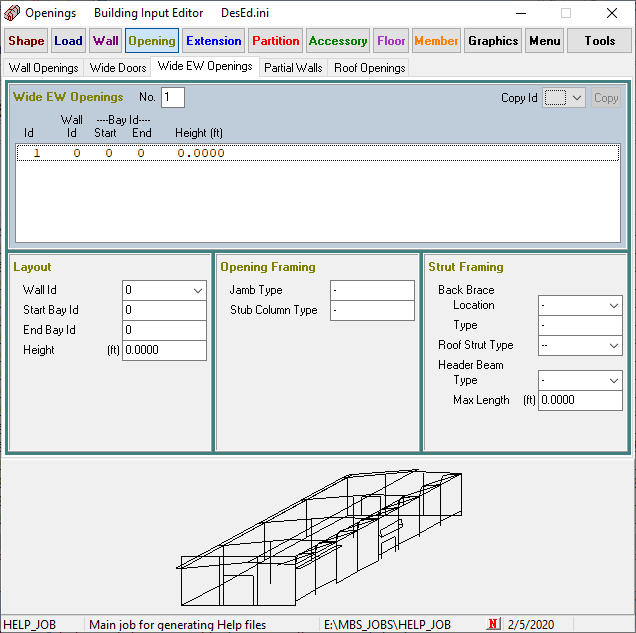 Openings Building Input Editor DesEd.ini
Shape Load Wall Opening Extension Partition Accessory Floor Member Graphics Menu Tools
Wall Openings Wide Doors Wide EW Openings Partial Walls Roof Openings
Wide EW Openings No. 1 Copy Id Copy
Wall ----Bay Id----
Id Id Start End Height (ft)
1 0 0 0 0.0000
Layout
Wall Id 0
Start Bay Id 0
End Bay Id 0
Height (ft) 0.0000
Opening Framing
Jamb Type -
Stub Column Type -
Strut Framing
Back Brace
Location -
Type -
Roof Strut Type --
Header Beam
Type -
Max Length (ft) 0.0000
HELP_JOB Main job for generating Help files E:\MBS_JOBS\HELP_JOB N 2/5/2020